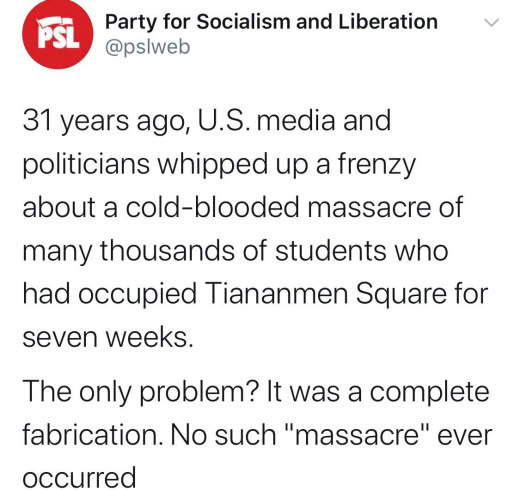 PSL
Party for Socialism and Liberation
@pslweb
31 years ago, U.S. media and
politicians whipped up a frenzy
about a cold-blooded massacre of
many thousands of students who
had occupied Tiananmen Square for
seven weeks.
The only problem? It was a complete
fabrication. No such "massacre" ever
occurred